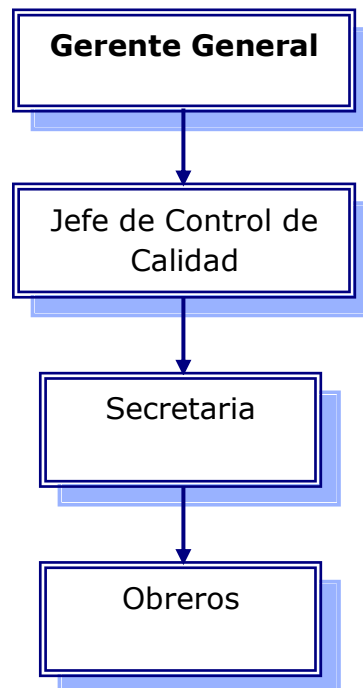 Gerente General
Jefe de Control de
Calidad
Secretaria
Obreros